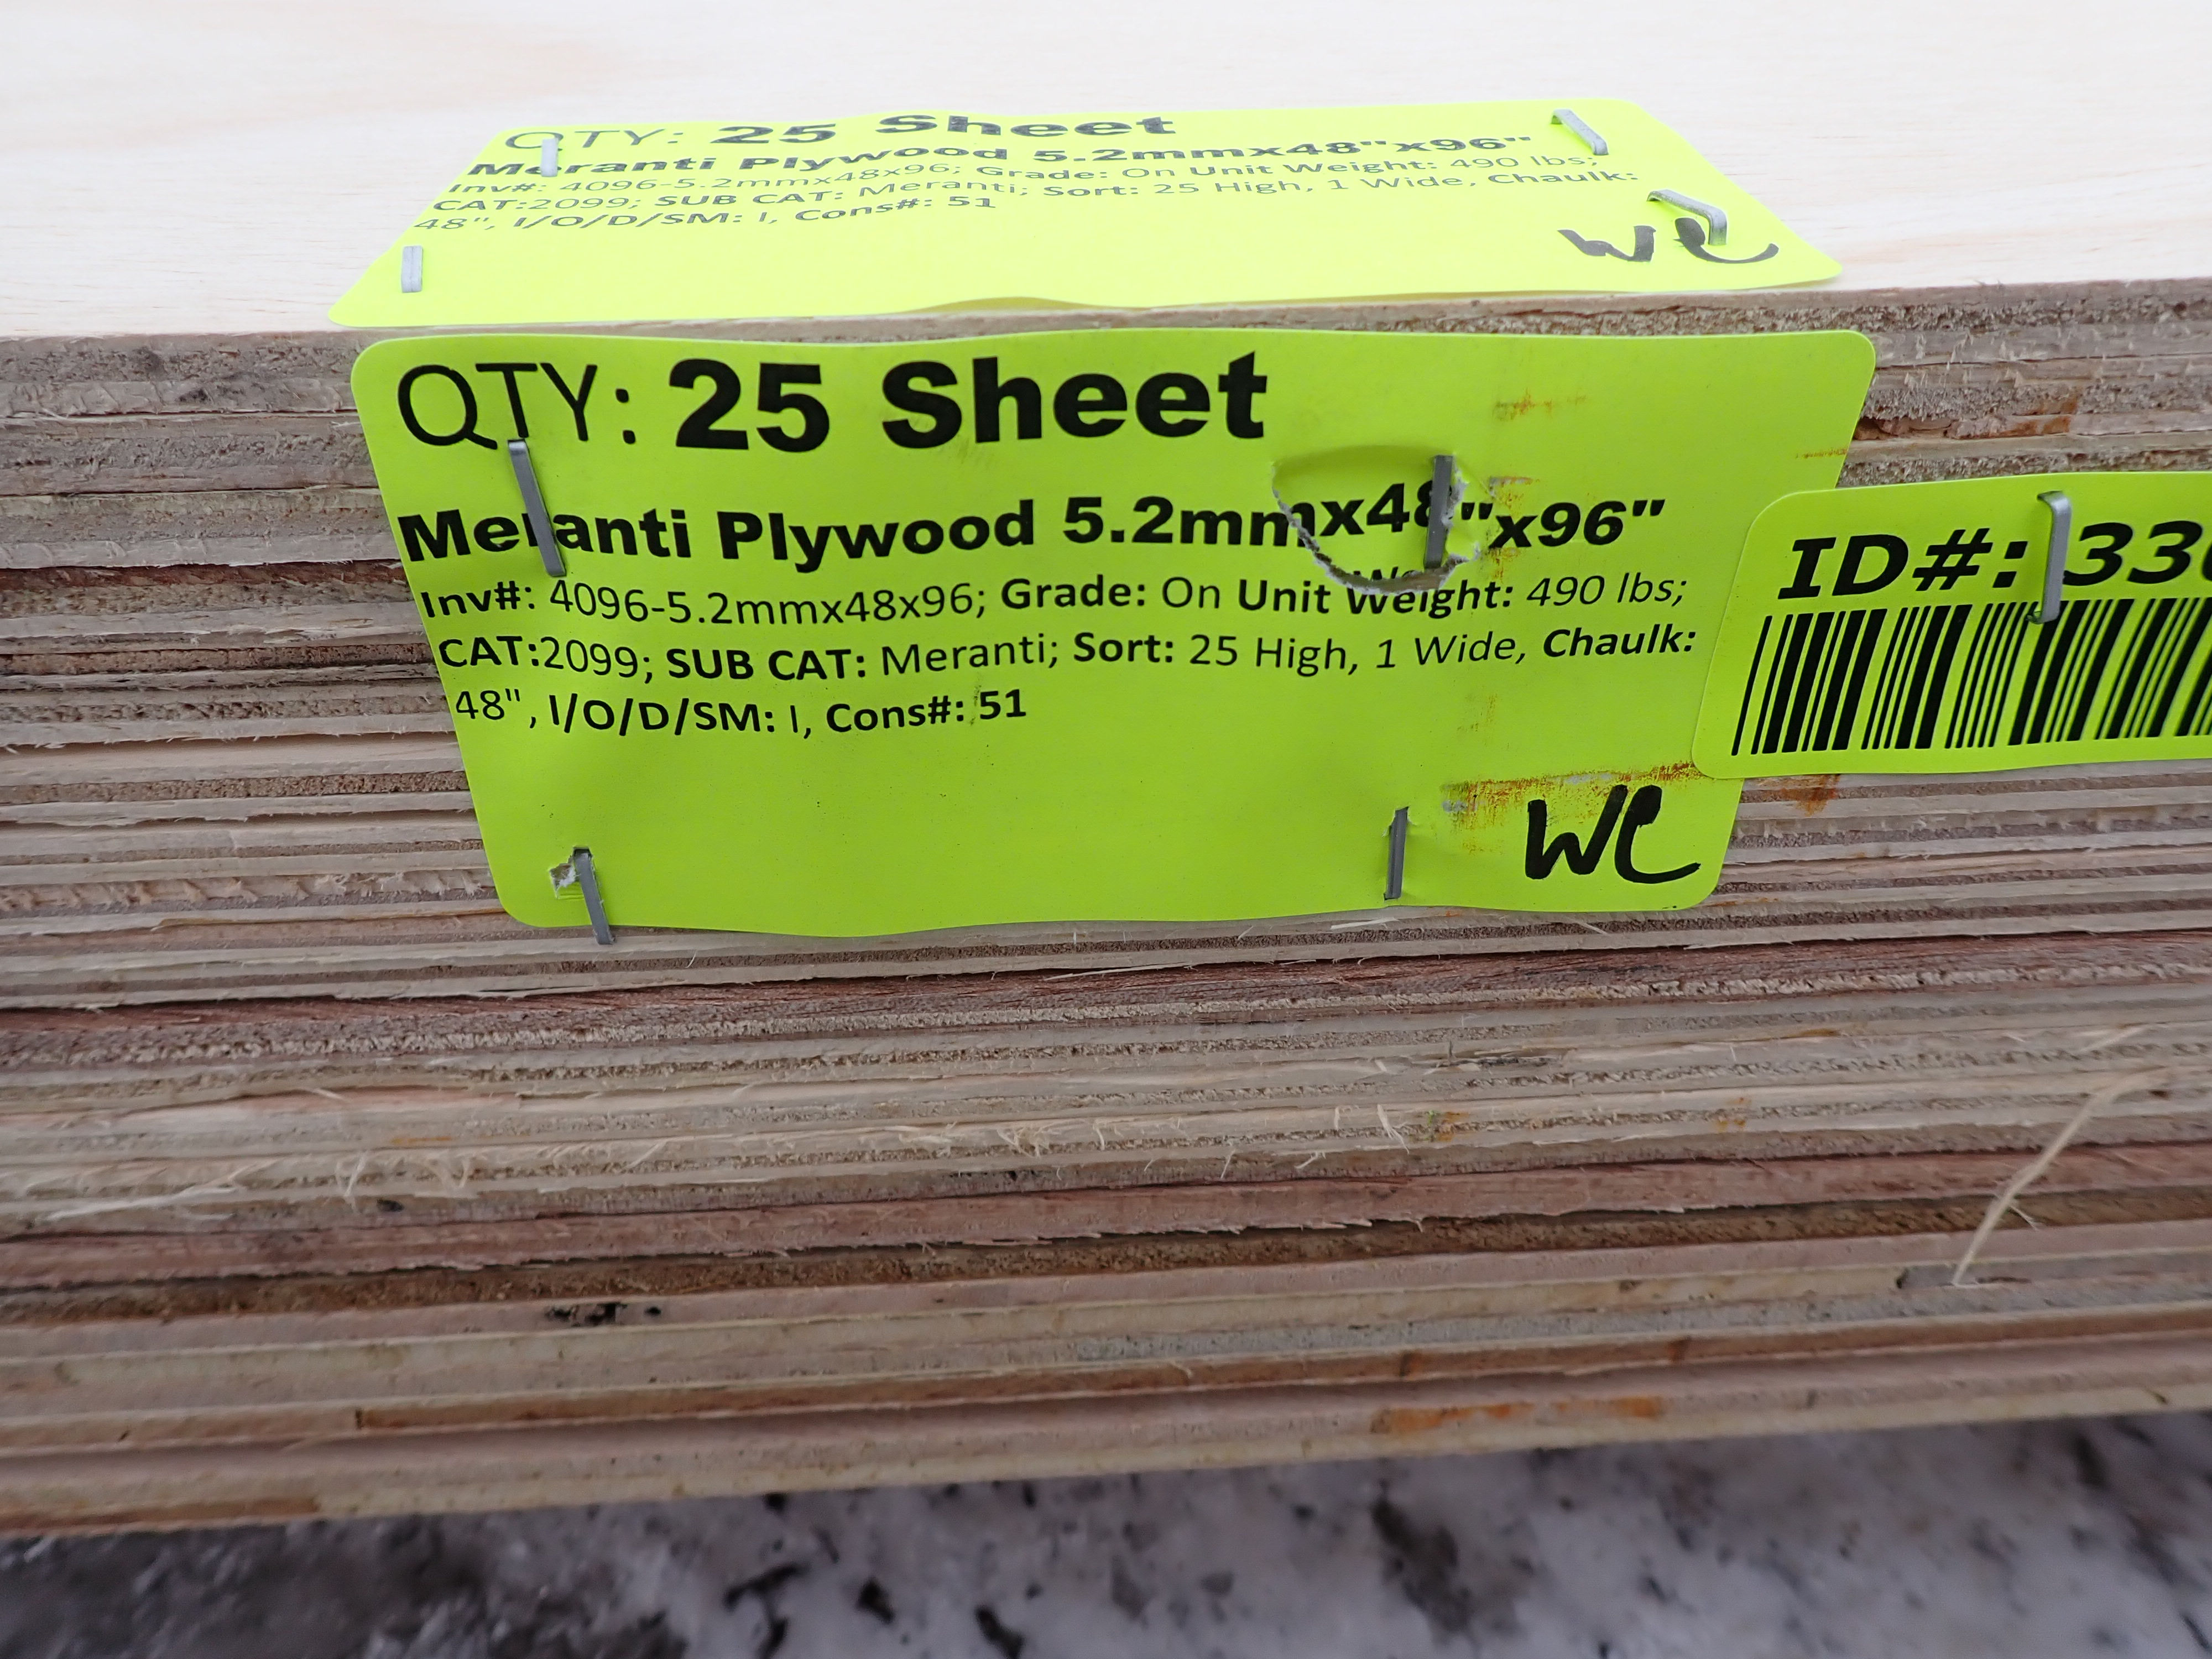 QTY: 25 Sheet
Meranti Plywood 5.2mmx48"x96"
Inv#: 4096-5.2mmx48x96; Grade: On Unit Weight: 490 lbs;
CAT:2099; SUB CAT: Meranti; Sort: 25 High, 1 Wide, Chaulk:
48", I/O/D/SM: I, Cons#: 51
we
QTY: 25 Sheet
Meranti Plywood 5.2mmx48"x96"
Inv#: 4096-5.2mmx48x96; Grade: On Unit Weight: 490 lbs;
CAT:2099; SUB CAT: Meranti; Sort: 25 High, 1 Wide, Chaulk:
48", I/O/D/SM: I, Cons#: 51
we
ID#: